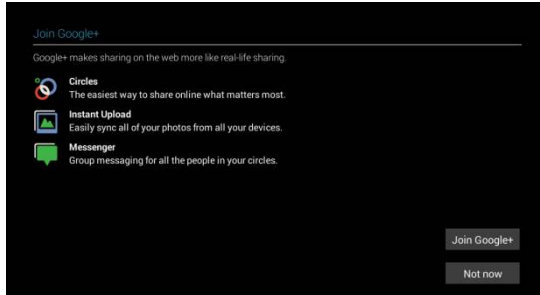 Join Google+
Google+ makes sharing on the web more like real-life sharing.
Circles
The easiest way to share online what matters most.
Instant Upload
Easily sync all of your photos from all your devices.
Messenger
Group messaging for all the people in your circles.
Join Google+
Not now